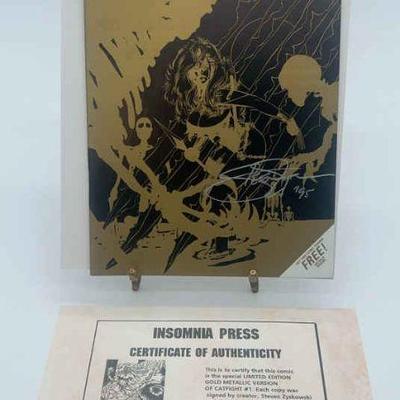 '95
FREE!
INSOMNIA PRESS
CERTIFICATE OF AUTHENTICITY
This is to certify that this comic
is the special LIMITED EDITION
GOLD METALLIC VERSION
OF CATFIGHT #1. Each copy was
signed by creator, Steven Zyskowski